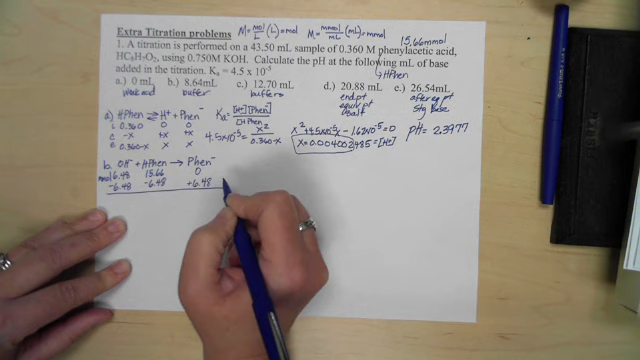 Extra Titration problems M=mol/L (L)=mol M=mmol/mL (mL)=mmol
15.66mmol
1. A titration is performed on a 43.50 mL sample of 0.360 M phenylacetic acid,
HC8H7O2, using 0.750M KOH. Calculate the pH at the following mL of base
added in the titration. Ka = 4.5 x 10-5
HPhen
a.) 0 mL b.) 8.64mL c.) 12.70 mL d.) 20.88 mL e.) 26.54mL
weak acid buffer buffers end pt after eq pt
equiv pt stg base
salt
a) HPhen ⇌ H+ + Phen- Ka= [H+][Phen-]/[HPhen]
i 0.360 0 0
c -x +x +x 4.5x10-5= x2/0.360-x
e 0.360-x x x
x2+4.5x10-5x - 1.62x10-5=0 pH= 2.3977
x=0.004002485=[H+]
b. OH- + HPhen → Phen-
mmol 6.48 15.66 0
-6.48 -6.48 +6.48